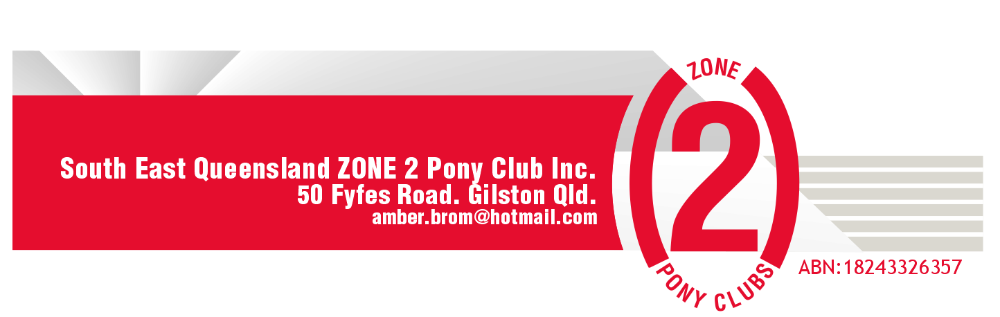 South East Queensland ZONE 2 Pony Club Inc.
50 Fyfes Road. Gilston Qld.
amber.brom@hotmail.com
ZONE
2
PONY CLUBS
ABN:18243326357